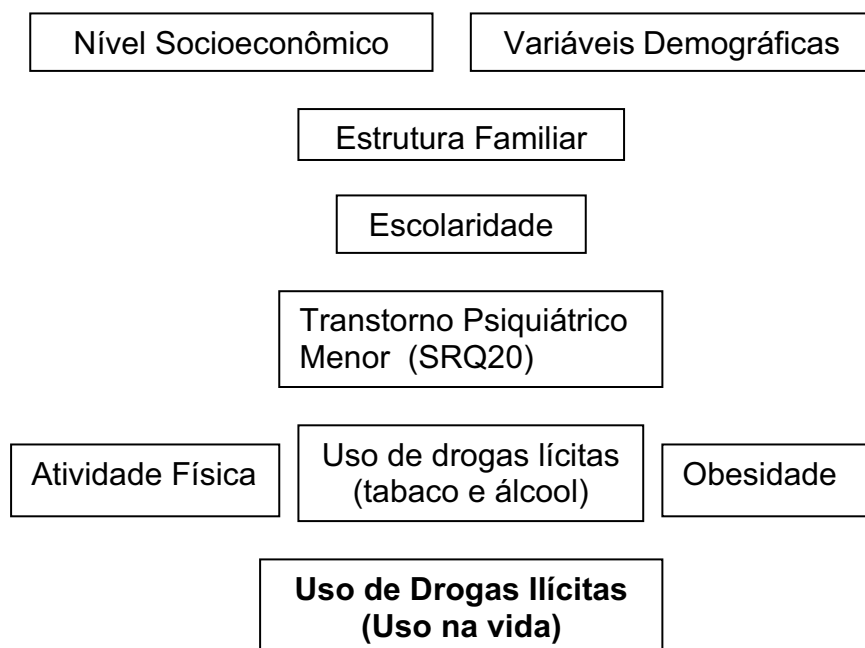 Nível Socioeconômico
Variáveis Demográficas
Estrutura Familiar
Escolaridade
Transtorno Psiquiátrico
Menor (SRQ20)
Atividade Física
Uso de drogas lícitas
(tabaco e álcool)
Obesidade
Uso de Drogas Ilícitas
(Uso na vida)